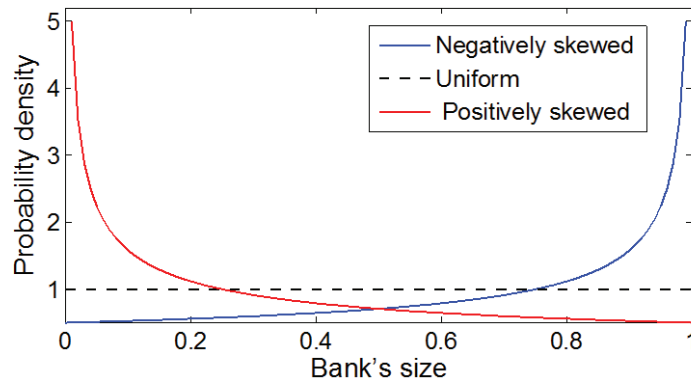 5
4
3
2
1
Probability density
Negatively skewed
Uniform
Positively skewed
0 0.2 0.4 0.6 0.8 1
Bank's size